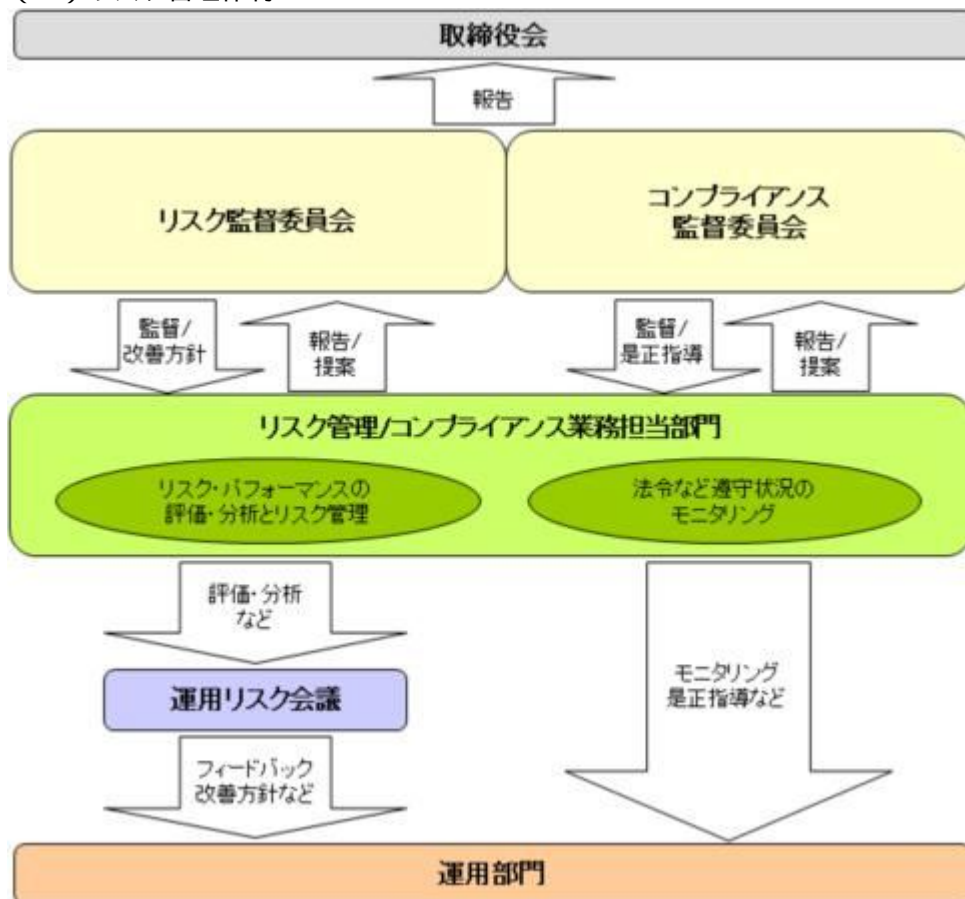 取締役会
報告
リスク監督委員会
コンプライアンス
監督委員会
監督/
改善方針
報告/
提案
監督/
是正指導
報告/
提案
リスク管理/コンプライアンス業務担当部門
リスク・パフォーマンスの
評価・分析とリスク管理
法令など遵守状況の
モニタリング
評価・分析
など
運用リスク会議
モニタリング
是正指導など
フィードバック
改善方針など
運用部門